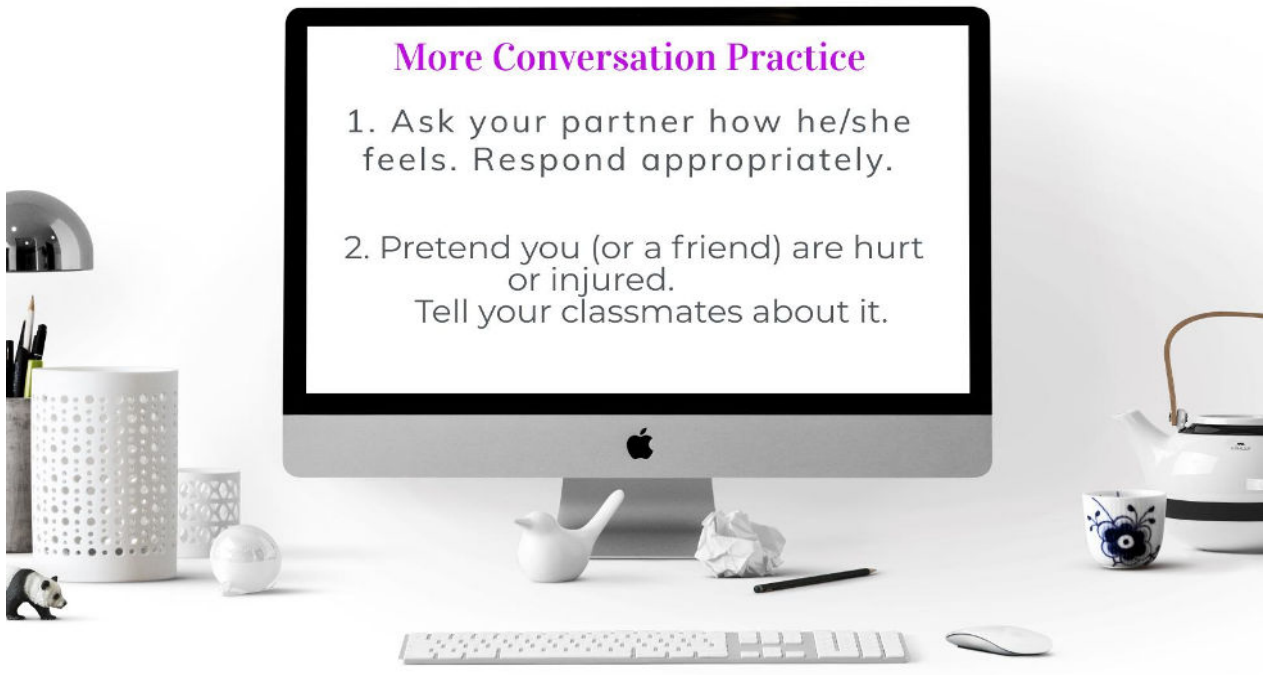 More Conversation Practice
1. Ask your partner how he/she
feels. Respond appropriately.
2. Pretend you (or a friend) are hurt
or injured.
Tell your classmates about it.